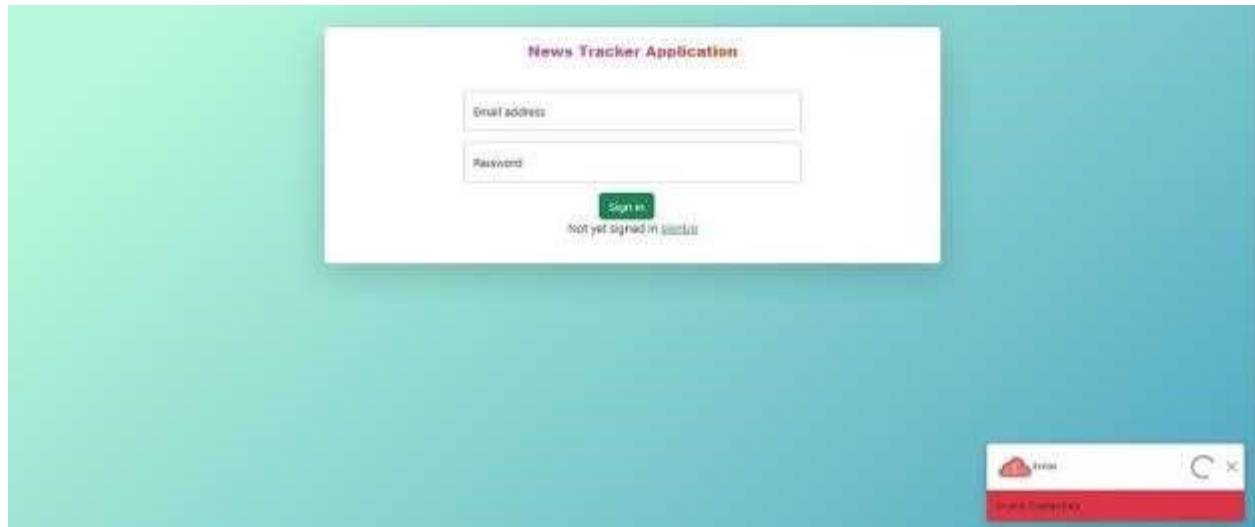 News Tracker Application
Email address
Password
Sign in
Not yet signed in signup
Error